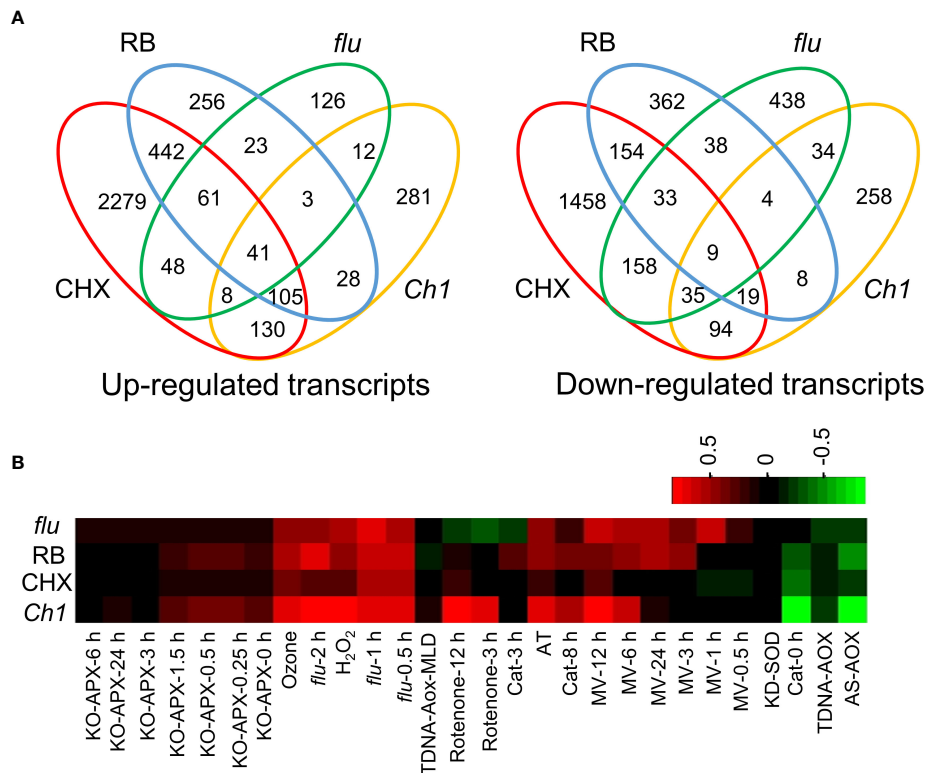 A
RB
flu
256
126
442
23
12
2279
61
3
281
41
48
28
CHX
8
105
Ch1
130
Up-regulated transcripts
RB
flu
362
438
154
38
34
1458
33
4
258
9
158
8
CHX
35
19
Ch1
94
Down-regulated transcripts
B
0.5
0
-0.5
flu
RB
CHX
Ch1
KO-APX-6 h
KO-APX-24 h
KO-APX-3 h
KO-APX-1.5 h
KO-APX-0.5 h
KO-APX-0.25 h
KO-APX-0 h
Ozone
flu-2 h
H₂O₂
flu-1 h
flu-0.5 h
TDNA-Aox-MLD
Rotenone-12 h
Rotenone-3 h
Cat-3 h
AT
Cat-8 h
MV-12 h
MV-6 h
MV-24 h
MV-3 h
MV-1 h
MV-0.5 h
KD-SOD
Cat-0 h
TDNA-AOX
AS-AOX